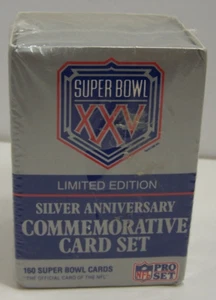 SUPER BOWL
XXV
LIMITED EDITION
SILVER ANNIVERSARY
COMMEMORATIVE
CARD SET
160 SUPER BOWL CARDS
"THE OFFICIAL CARD OF THE NFL"
NFL
PRO
SET